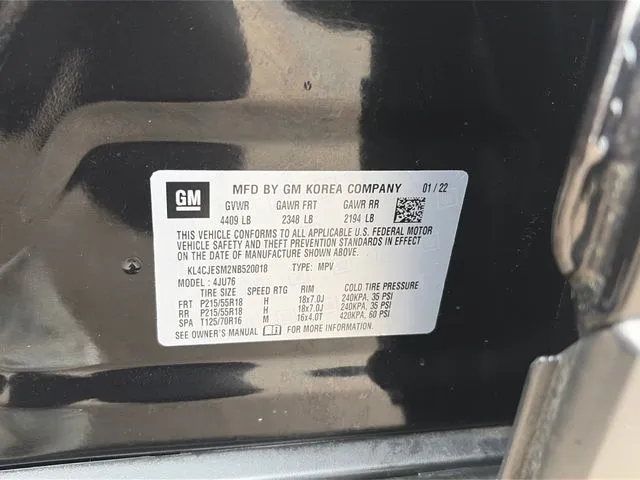 GM MFD BY GM KOREA COMPANY 01 / 22
GVWR GAWR FRT GAWR RR
4409 LB 2348 LB 2194 LB
THIS VEHICLE CONFORMS TO ALL APPLICABLE U.S. FEDERAL MOTOR
VEHICLE SAFETY AND THEFT PREVENTION STANDARDS IN EFFECT
ON THE DATE OF MANUFACTURE SHOWN ABOVE.
KL4CJESM2NB520018 TYPE: MPV
MODEL: 4JU76
TIRE SIZE SPEED RTG RIM COLD TIRE PRESSURE
FRT P215/55R18 H 18x7.0J 240KPA, 35 PSI
RR P215/55R18 H 18x7.0J 240KPA, 35 PSI
SPA T125/70R16 M 16x4.0T 420KPA, 60 PSI
SEE OWNER'S MANUAL i FOR MORE INFORMATION.